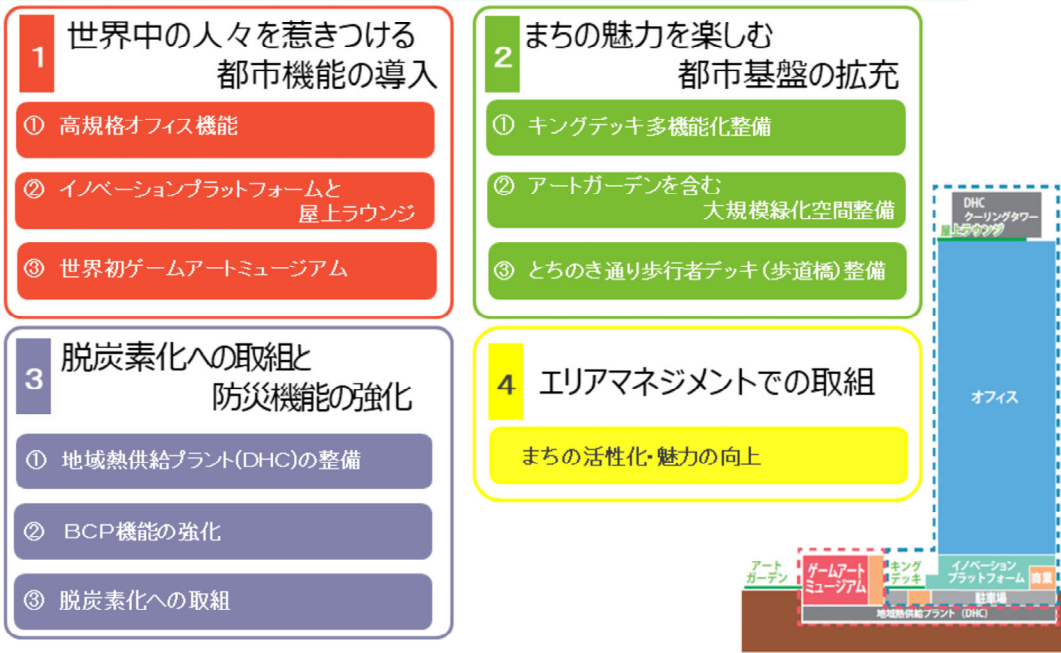 1
世界中の人々を惹きつける
都市機能の導入
① 高規格オフィス機能
② イノベーションプラットフォームと
屋上ラウンジ
③ 世界初ゲームアートミュージアム
2
まちの魅力を楽しむ
都市基盤の拡充
① キングデッキ多機能化整備
② アートガーデンを含む
大規模緑化空間整備
③ とちのき通り歩行者デッキ(歩道橋)整備
3
脱炭素化への取組と
防災機能の強化
① 地域熱供給プラント(DHC)の整備
② BCP機能の強化
③ 脱炭素化への取組
4
エリアマネジメントでの取組
まちの活性化・魅力の向上
DHC
クーリングタワー
屋上ラウンジ
オフィス
アート
ガーデン
ゲームアート
ミュージアム
キング
デッキ
イノベーション
プラットフォーム
商業
駐車場
地域熱供給プラント (DHC)